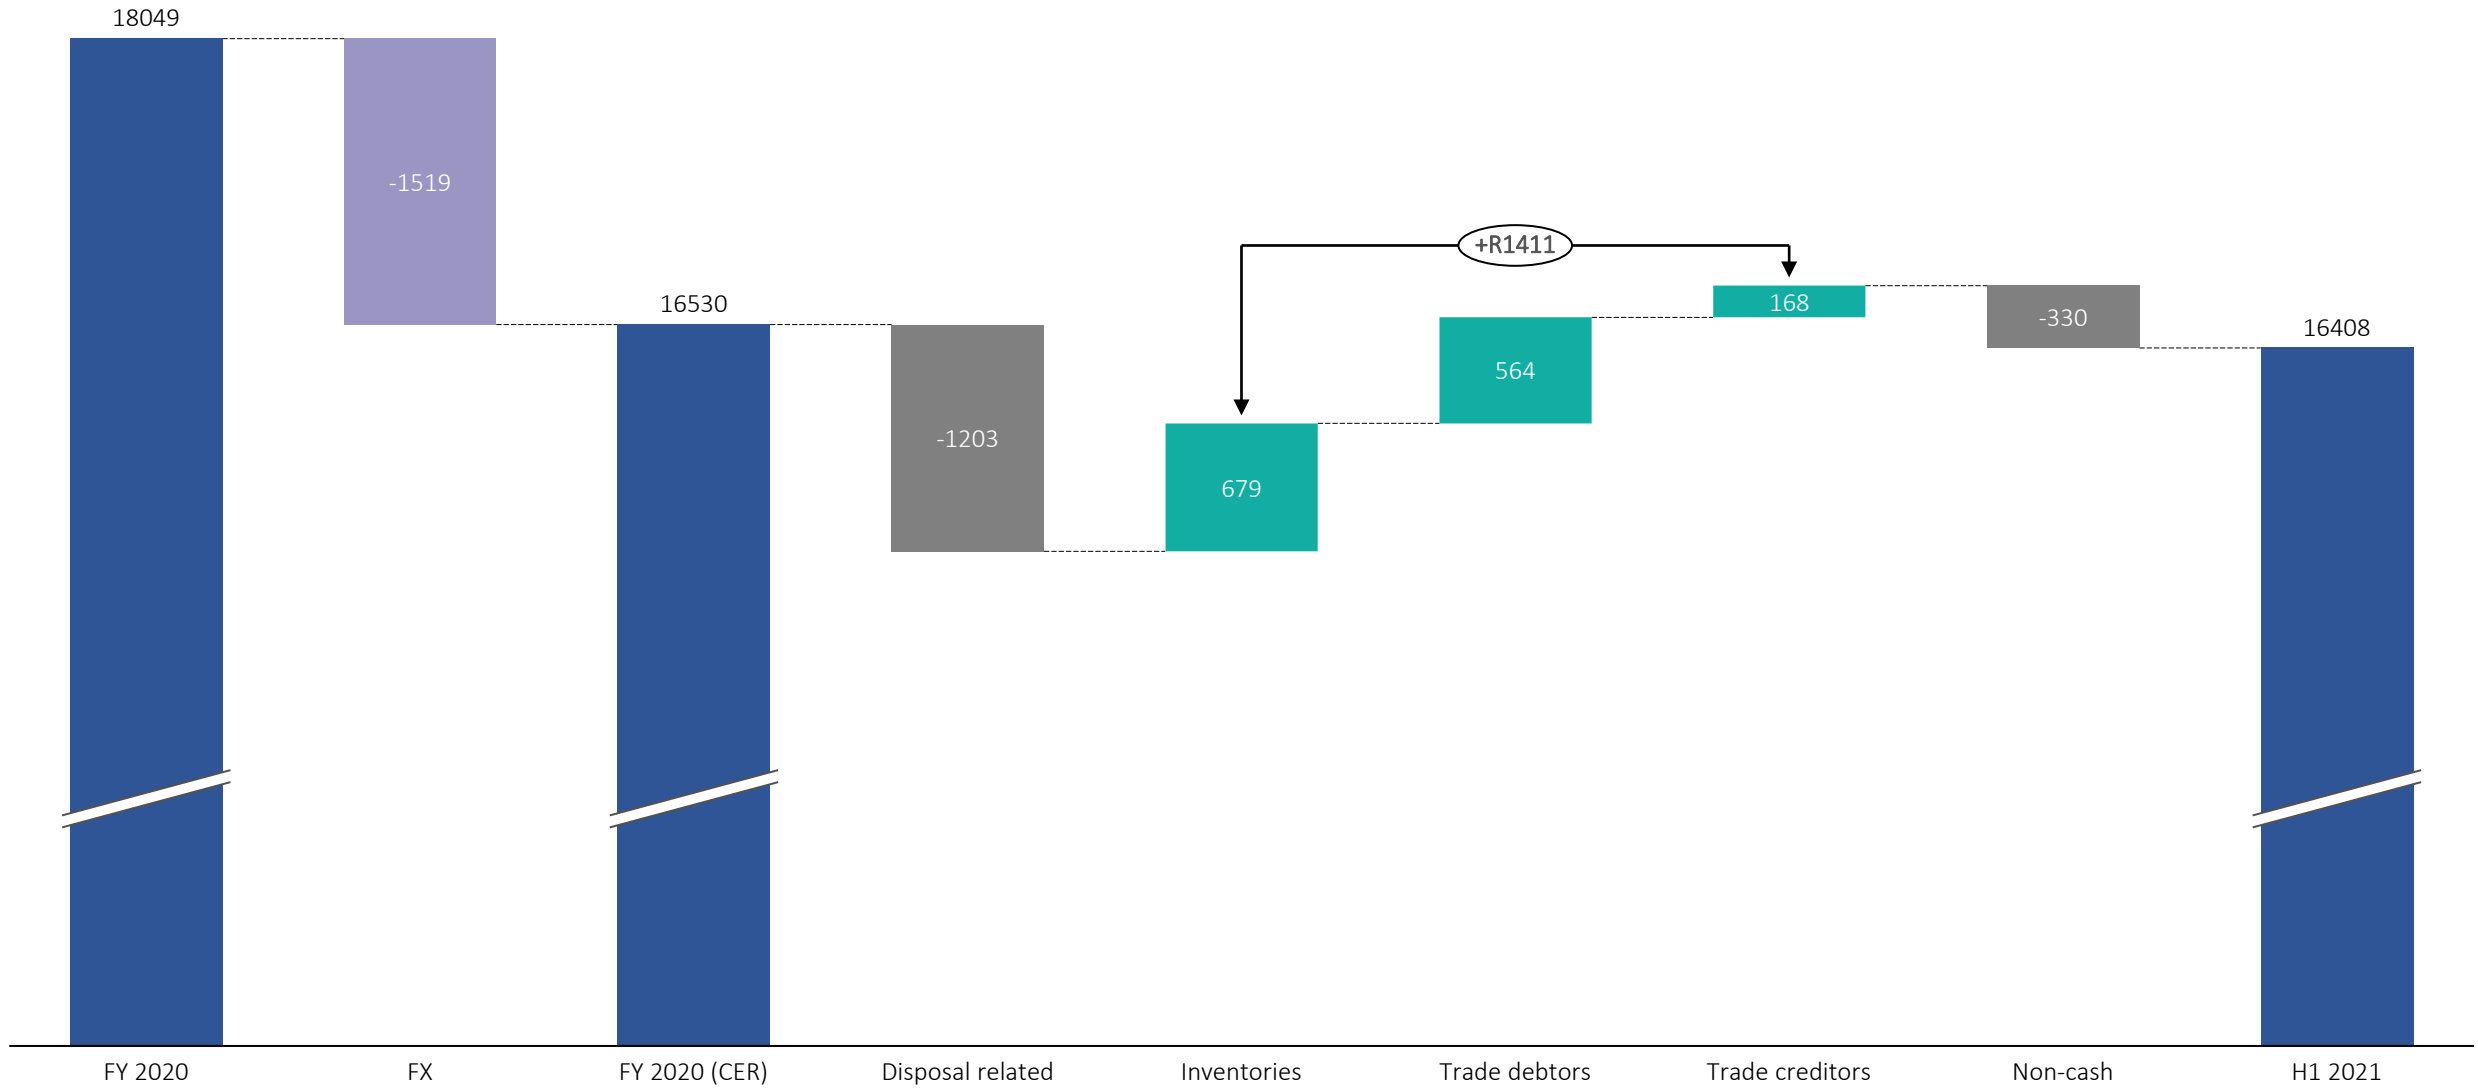 18049
-1519
+R1411
16530
168
-330
16408
564
-1203
679
FY 2020
FX
FY 2020 (CER)
Disposal related
Inventories
Trade debtors
Trade creditors
Non-cash
H1 2021